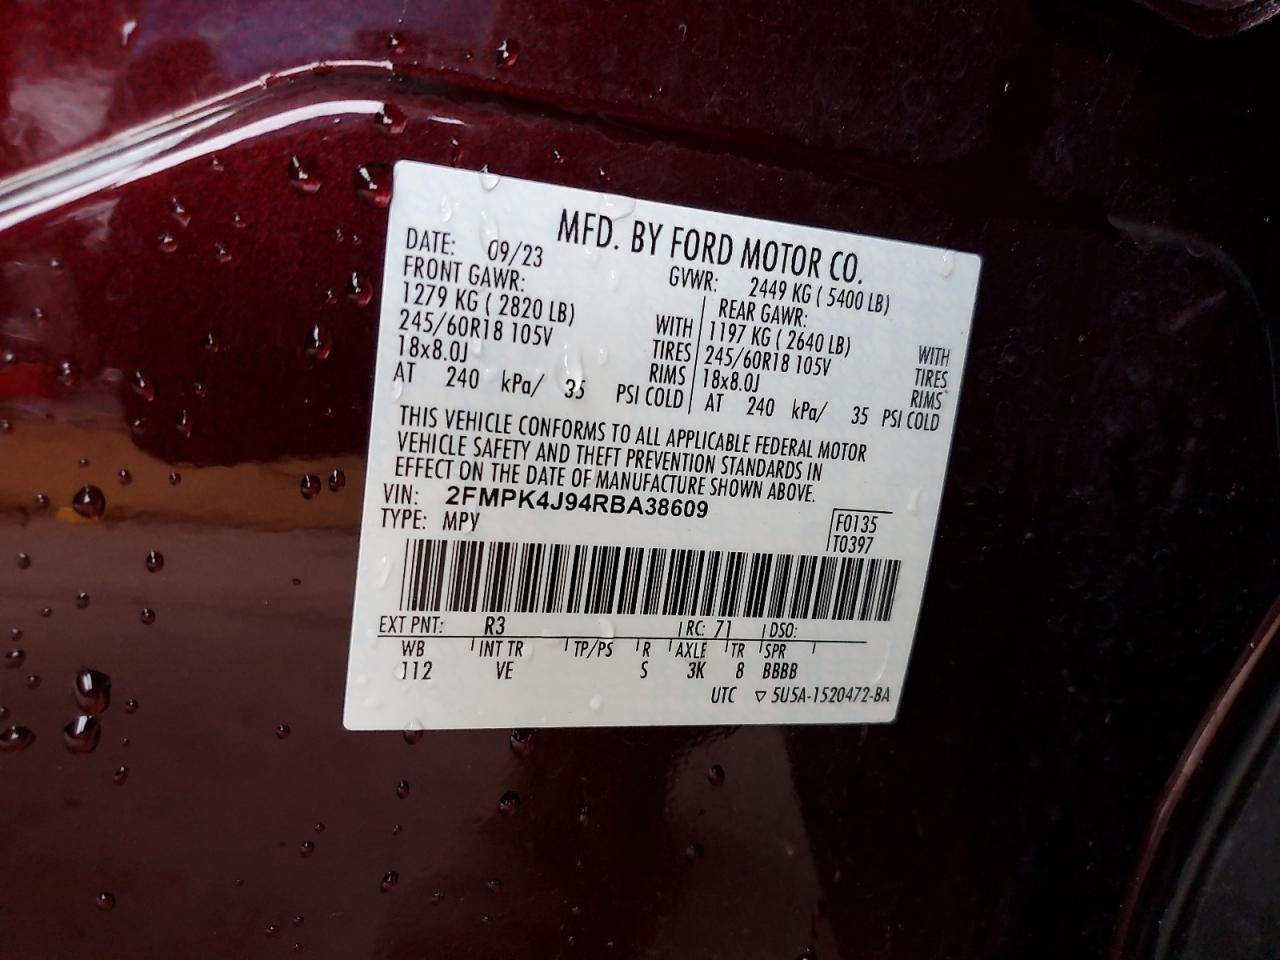 MFD. BY FORD MOTOR CO.
DATE: 09/23 GVWR: 2449 KG ( 5400 LB)
FRONT GAWR: REAR GAWR:
1279 KG ( 2820 LB) WITH 1197 KG ( 2640 LB) WITH
245/60R18 105V TIRES 245/60R18 105V TIRES
18x8.0J RIMS 18x8.0J RIMS
AT 240 kPa/ 35 PSI COLD AT 240 kPa/ 35 PSI COLD
THIS VEHICLE CONFORMS TO ALL APPLICABLE FEDERAL MOTOR
VEHICLE SAFETY AND THEFT PREVENTION STANDARDS IN
EFFECT ON THE DATE OF MANUFACTURE SHOWN ABOVE.
VIN: 2FMPK4J94RBA38609
TYPE: MPV
F0135
T0397
EXT PNT: R3 RC: 71 DSO:
WB INT TR TP/PS R AXLE TR SPR
112 VE S 3K 8 BBBB
UTC ▽ 5U5A-1520472-BA